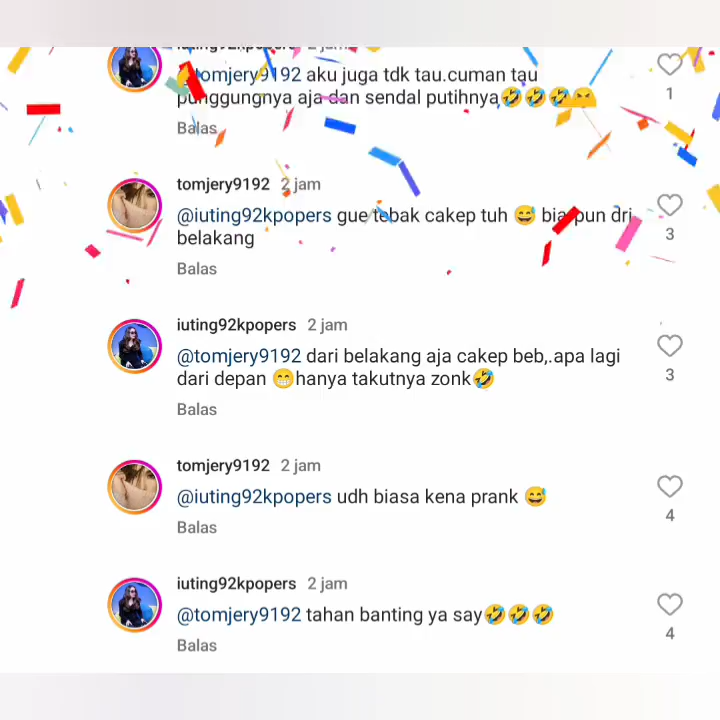 iuting92kpopers 2 jam
@tomjery9192 aku juga tdk tau.cuman tau
punggungnya aja dan sendal putihnya🤣🤣🤣🤧
1
Balas
tomjery9192 2 jam
@iuting92kpopers gue tebak cakep tuh 😅 biarpun dri
belakang
3
Balas
iuting92kpopers 2 jam
@tomjery9192 dari belakang aja cakep beb,.apa lagi
dari depan 😁hanya takutnya zonk🤣
3
Balas
tomjery9192 2 jam
@iuting92kpopers udh biasa kena prank 😅
4
Balas
iuting92kpopers 2 jam
@tomjery9192 tahan banting ya say🤣🤣🤣
4
Balas